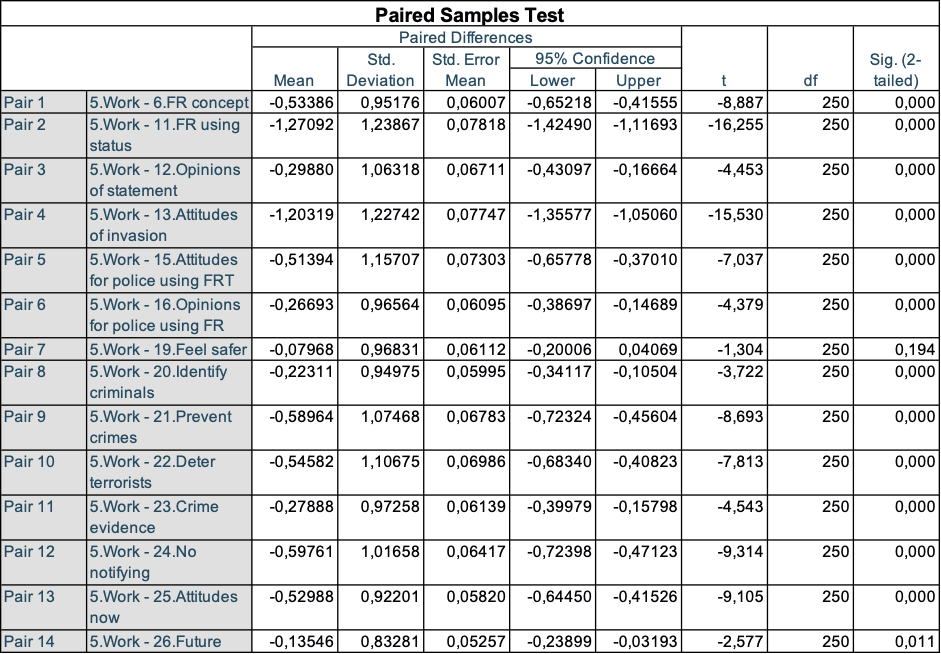 Paired Samples Test
Paired Differences
95% Confidence
Mean Std. Deviation Std. Error Mean Lower Upper t df Sig. (2-tailed)
Pair 1 5.Work - 6.FR concept -0,53386 0,95176 0,06007 -0,65218 -0,41555 -8,887 250 0,000
Pair 2 5.Work - 11.FR using status -1,27092 1,23867 0,07818 -1,42490 -1,11693 -16,255 250 0,000
Pair 3 5.Work - 12.Opinions of statement -0,29880 1,06318 0,06711 -0,43097 -0,16664 -4,453 250 0,000
Pair 4 5.Work - 13.Attitudes of invasion -1,20319 1,22742 0,07747 -1,35577 -1,05060 -15,530 250 0,000
Pair 5 5.Work - 15.Attitudes for police using FRT -0,51394 1,15707 0,07303 -0,65778 -0,37010 -7,037 250 0,000
Pair 6 5.Work - 16.Opinions for police using FR -0,26693 0,96564 0,06095 -0,38697 -0,14689 -4,379 250 0,000
Pair 7 5.Work - 19.Feel safer -0,07968 0,96831 0,06112 -0,20006 0,04069 -1,304 250 0,194
Pair 8 5.Work - 20.Identify criminals -0,22311 0,94975 0,05995 -0,34117 -0,10504 -3,722 250 0,000
Pair 9 5.Work - 21.Prevent crimes -0,58964 1,07468 0,06783 -0,72324 -0,45604 -8,693 250 0,000
Pair 10 5.Work - 22.Deter terrorists -0,54582 1,10675 0,06986 -0,68340 -0,40823 -7,813 250 0,000
Pair 11 5.Work - 23.Crime evidence -0,27888 0,97258 0,06139 -0,39979 -0,15798 -4,543 250 0,000
Pair 12 5.Work - 24.No notifying -0,59761 1,01658 0,06417 -0,72398 -0,47123 -9,314 250 0,000
Pair 13 5.Work - 25.Attitudes now -0,52988 0,92201 0,05820 -0,64450 -0,41526 -9,105 250 0,000
Pair 14 5.Work - 26.Future -0,13546 0,83281 0,05257 -0,23899 -0,03193 -2,577 250 0,011